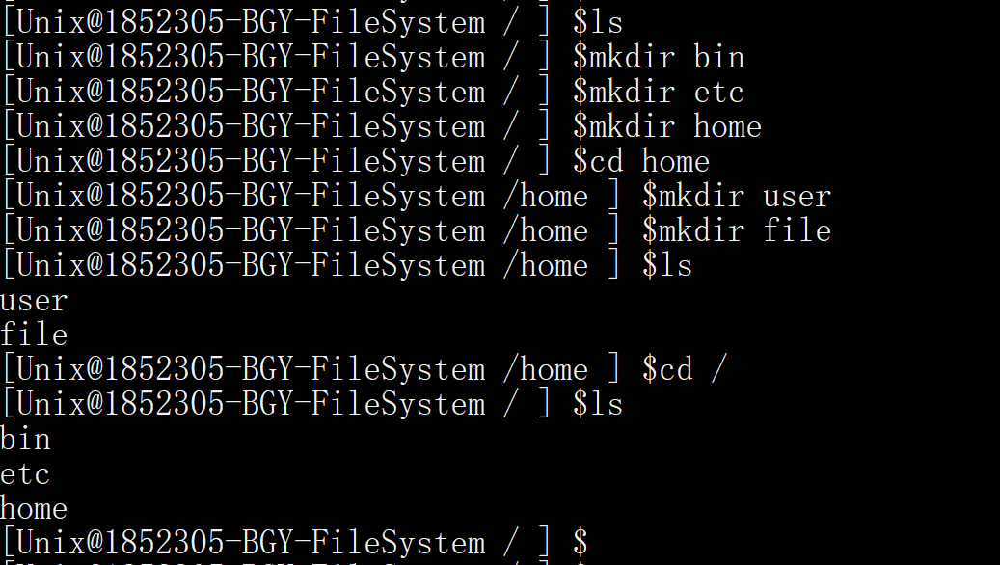 [Unix@1852305-BGY-FileSystem / ] $ls
[Unix@1852305-BGY-FileSystem / ] $mkdir bin
[Unix@1852305-BGY-FileSystem / ] $mkdir etc
[Unix@1852305-BGY-FileSystem / ] $mkdir home
[Unix@1852305-BGY-FileSystem / ] $cd home
[Unix@1852305-BGY-FileSystem /home ] $mkdir user
[Unix@1852305-BGY-FileSystem /home ] $mkdir file
[Unix@1852305-BGY-FileSystem /home ] $ls
user
file
[Unix@1852305-BGY-FileSystem /home ] $cd /
[Unix@1852305-BGY-FileSystem / ] $ls
bin
etc
home
[Unix@1852305-BGY-FileSystem / ] $